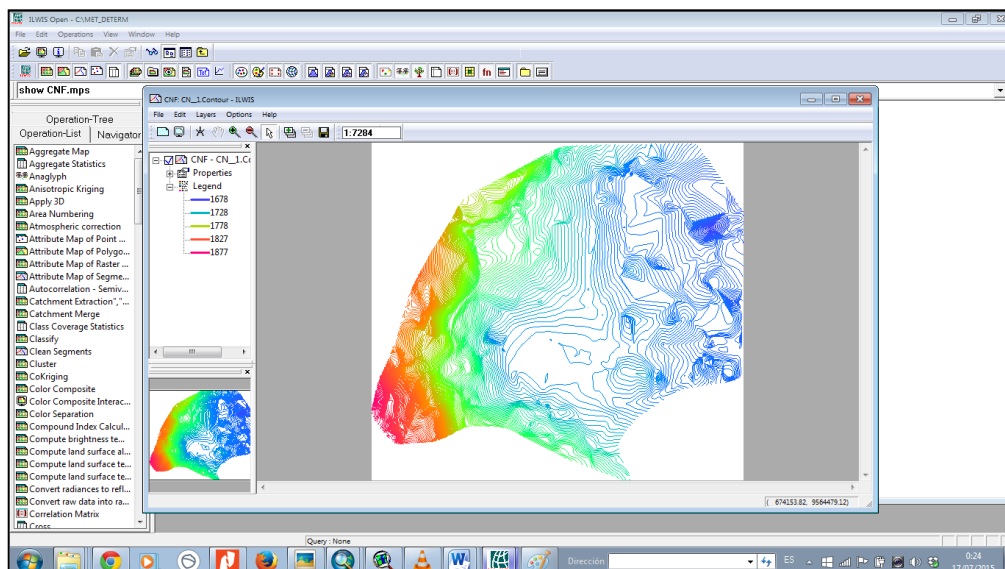 ILWIS Open - C:\MET_DETERM
File Edit Operations View Window Help
show CNF.mps
Operation-Tree
Operation-List Navigator
Aggregate Map
Aggregate Statistics
Anaglyph
Anisotropic Kriging
Apply 3D
Area Numbering
Atmospheric correction
Attribute Map of Point ...
Attribute Map of Polygo...
Attribute Map of Raster ...
Attribute Map of Segme...
Autocorrelation - Semiv...
Catchment Extraction","...
Catchment Merge
Class Coverage Statistics
Classify
Clean Segments
Cluster
CoKriging
Color Composite
Color Composite Interac...
Color Separation
Compound Index Calcul...
Compute brightness te...
Compute land surface al...
Compute land surface te...
Compute land surface te...
Convert radiances to refl...
Convert raw data into ra...
Correlation Matrix
Cross
CNF: CN__1.Contour - ILWIS
File Edit Layers Options Help
1:7284
CNF - CN__1.C
Properties
Legend
1678
1728
1778
1827
1877
( 674153.82, 9564479.12)
Query : None
Dirección
ES
0:24
17/07/2015